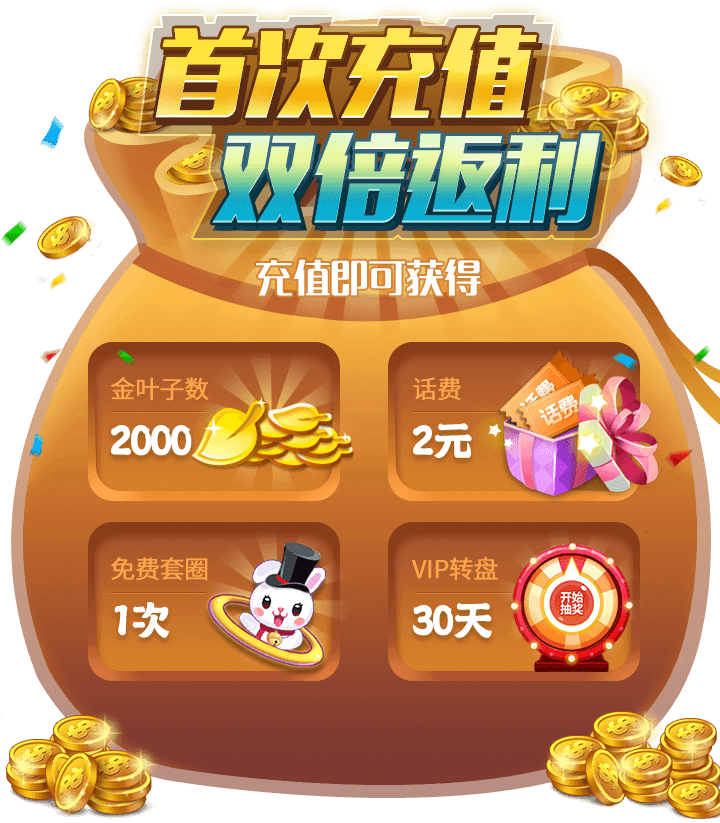 首次充值
双倍返利
充值即可获得
金叶子数
2000
话费
2元
话费
话费
免费套圈
1次
VIP转盘
30天
开始
抽奖